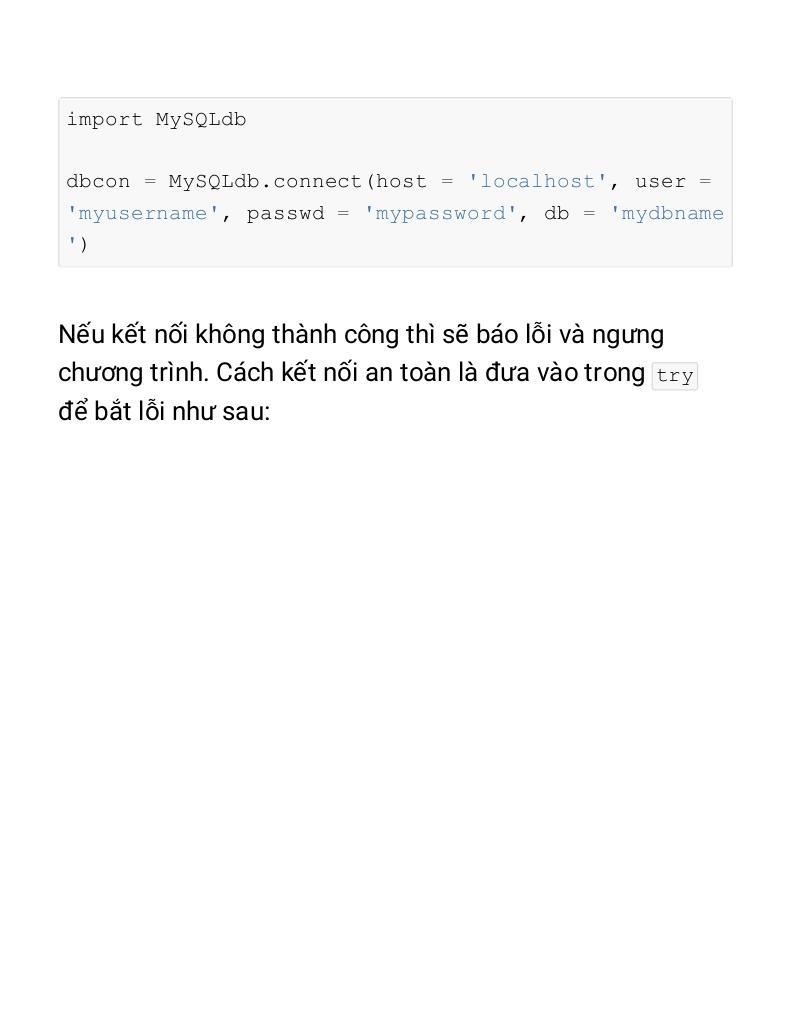 import MySQLdb
dbcon = MySQLdb.connect(host = 'localhost', user =
'myusername', passwd = 'mypassword', db = 'mydbname
')
Nếu kết nối không thành công thì sẽ báo lỗi và ngưng
chương trình. Cách kết nối an toàn là đưa vào trong try
để bắt lỗi như sau: